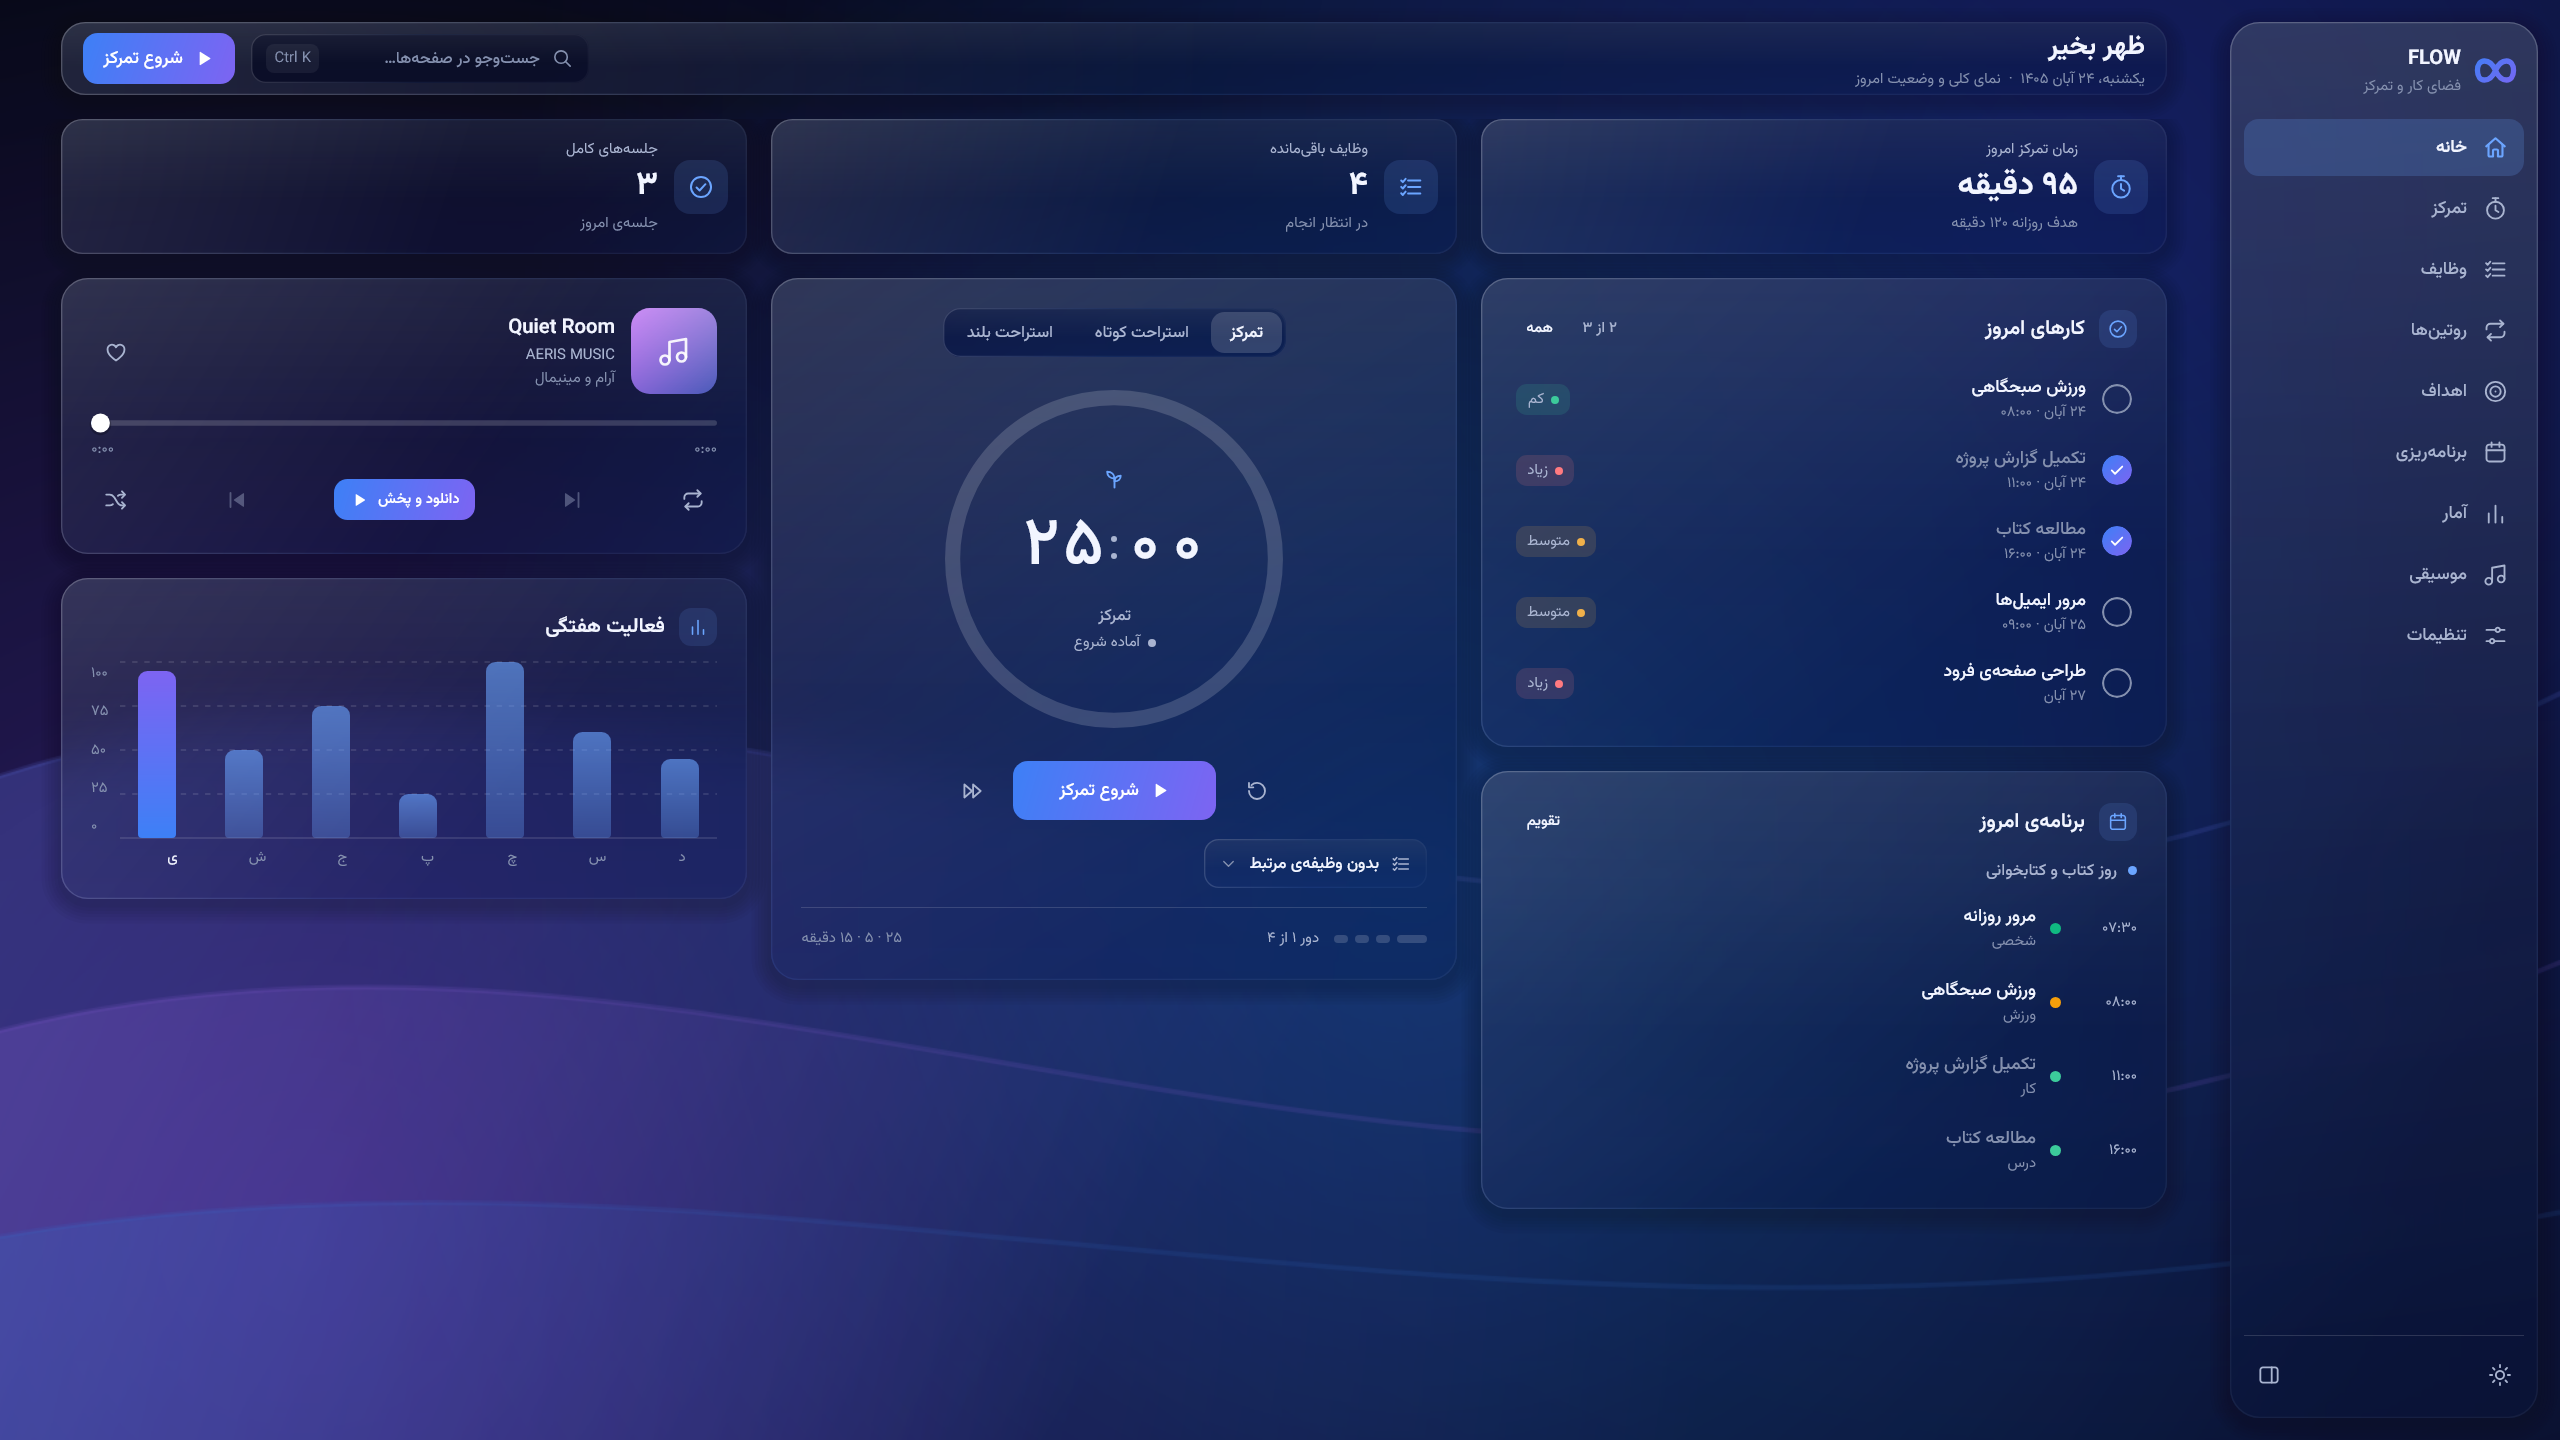 FLOW
فضای کار و تمرکز
خانه
تمرکز
وظایف
روتین‌ها
اهداف
برنامه‌ریزی
آمار
موسیقی
تنظیمات
ظهر بخیر
یکشنبه، ۲۴ آبان ۱۴۰۵ · نمای کلی و وضعیت امروز
جست‌وجو در صفحه‌ها...
Ctrl K
شروع تمرکز
زمان تمرکز امروز
۹۵ دقیقه
هدف روزانه ۱۲۰ دقیقه
وظایف باقی‌مانده
۴
در انتظار انجام
جلسه‌های کامل
۳
جلسه‌ی امروز
کارهای امروز
۲ از ۳
همه
ورزش صبحگاهی
۲۴ آبان · ۰۸:۰۰
کم
تکمیل گزارش پروژه
۲۴ آبان · ۱۱:۰۰
زیاد
مطالعه کتاب
۲۴ آبان · ۱۶:۰۰
متوسط
مرور ایمیل‌ها
۲۵ آبان · ۰۹:۰۰
متوسط
طراحی صفحه‌ی فرود
۲۷ آبان
زیاد
برنامه‌ی امروز
تقویم
روز کتاب و کتابخوانی
۰۷:۳۰
مرور روزانه
شخصی
۰۸:۰۰
ورزش صبحگاهی
ورزش
۱۱:۰۰
تکمیل گزارش پروژه
کار
۱۶:۰۰
مطالعه کتاب
درس
تمرکز
استراحت کوتاه
استراحت بلند
۲۵:۰۰
تمرکز
آماده شروع
شروع تمرکز
بدون وظیفه‌ی مرتبط
دور ۱ از ۴
۲۵ · ۵ · ۱۵ دقیقه
Quiet Room
AERIS MUSIC
آرام و مینیمال
۰:۰۰
۰:۰۰
دانلود و پخش
فعالیت هفتگی
۱۰۰
۷۵
۵۰
۲۵
۰
د
س
چ
پ
ج
ش
ی